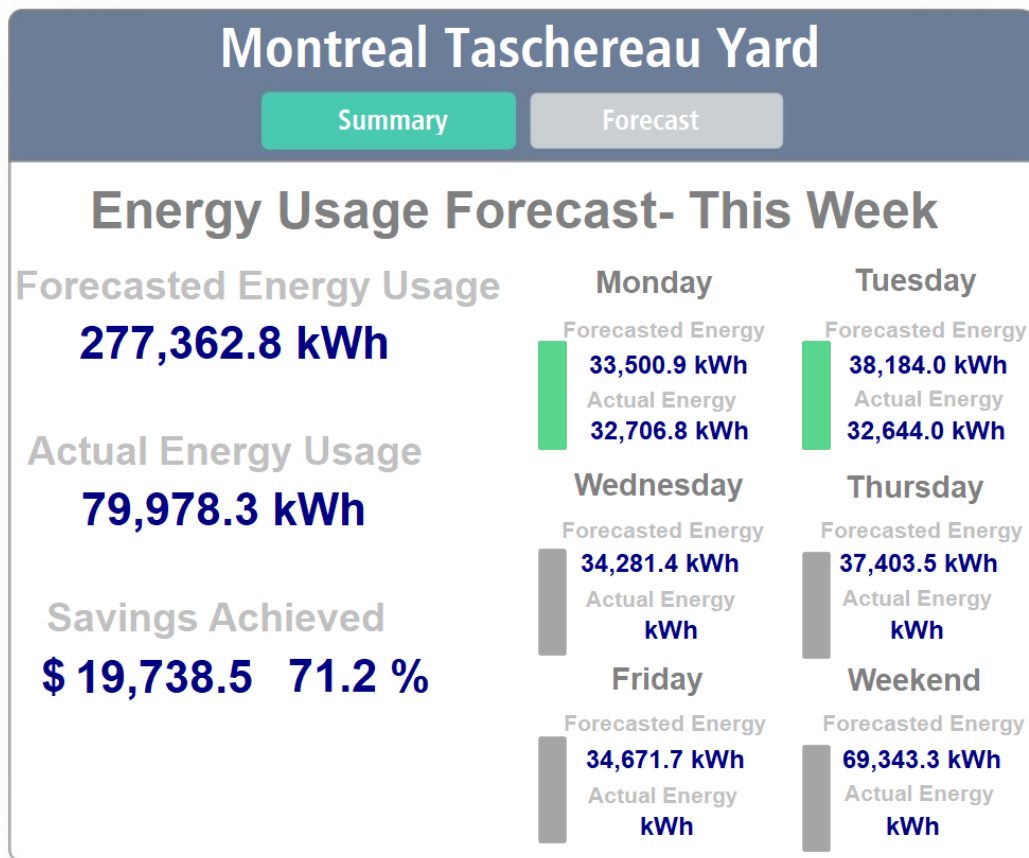 Montreal Taschereau Yard
Summary
Forecast
Energy Usage Forecast- This Week
Forecasted Energy Usage
277,362.8 kWh
Actual Energy Usage
79,978.3 kWh
Savings Achieved
$ 19,738.5 71.2 %
Monday
Forecasted Energy
33,500.9 kWh
Actual Energy
32,706.8 kWh
Tuesday
Forecasted Energy
38,184.0 kWh
Actual Energy
32,644.0 kWh
Wednesday
Forecasted Energy
34,281.4 kWh
Actual Energy
kWh
Thursday
Forecasted Energy
37,403.5 kWh
Actual Energy
kWh
Friday
Forecasted Energy
34,671.7 kWh
Actual Energy
kWh
Weekend
Forecasted Energy
69,343.3 kWh
Actual Energy
kWh